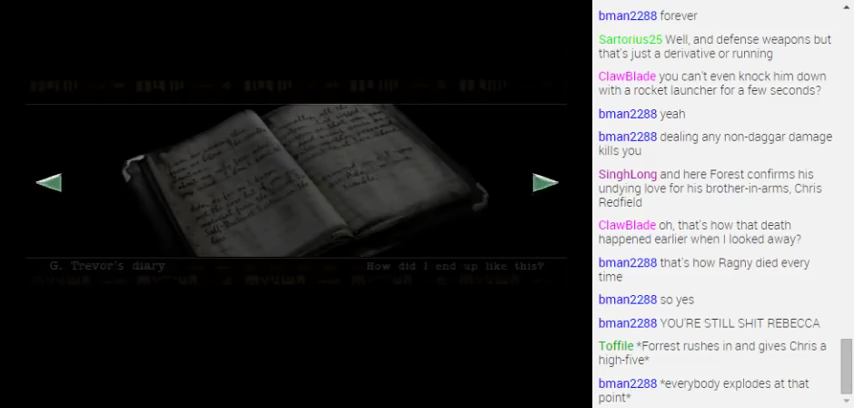 G. Trevor's diary
How did I end up like this?
bman2288 forever
Sartorius25 Well, and defense weapons but
that's just a derivative or running
ClawBlade you can't even knock him down
with a rocket launcher for a few seconds?
bman2288 yeah
bman2288 dealing any non-daggar damage
kills you
SinghLong and here Forest confirms his
undying love for his brother-in-arms, Chris
Redfield
ClawBlade oh, that's how that death
happened earlier when I looked away?
bman2288 that's how Ragny died every
time
bman2288 so yes
bman2288 YOU'RE STILL SHIT REBECCA
Toffile *Forrest rushes in and gives Chris a
high-five*
bman2288 *everybody explodes at that
point*